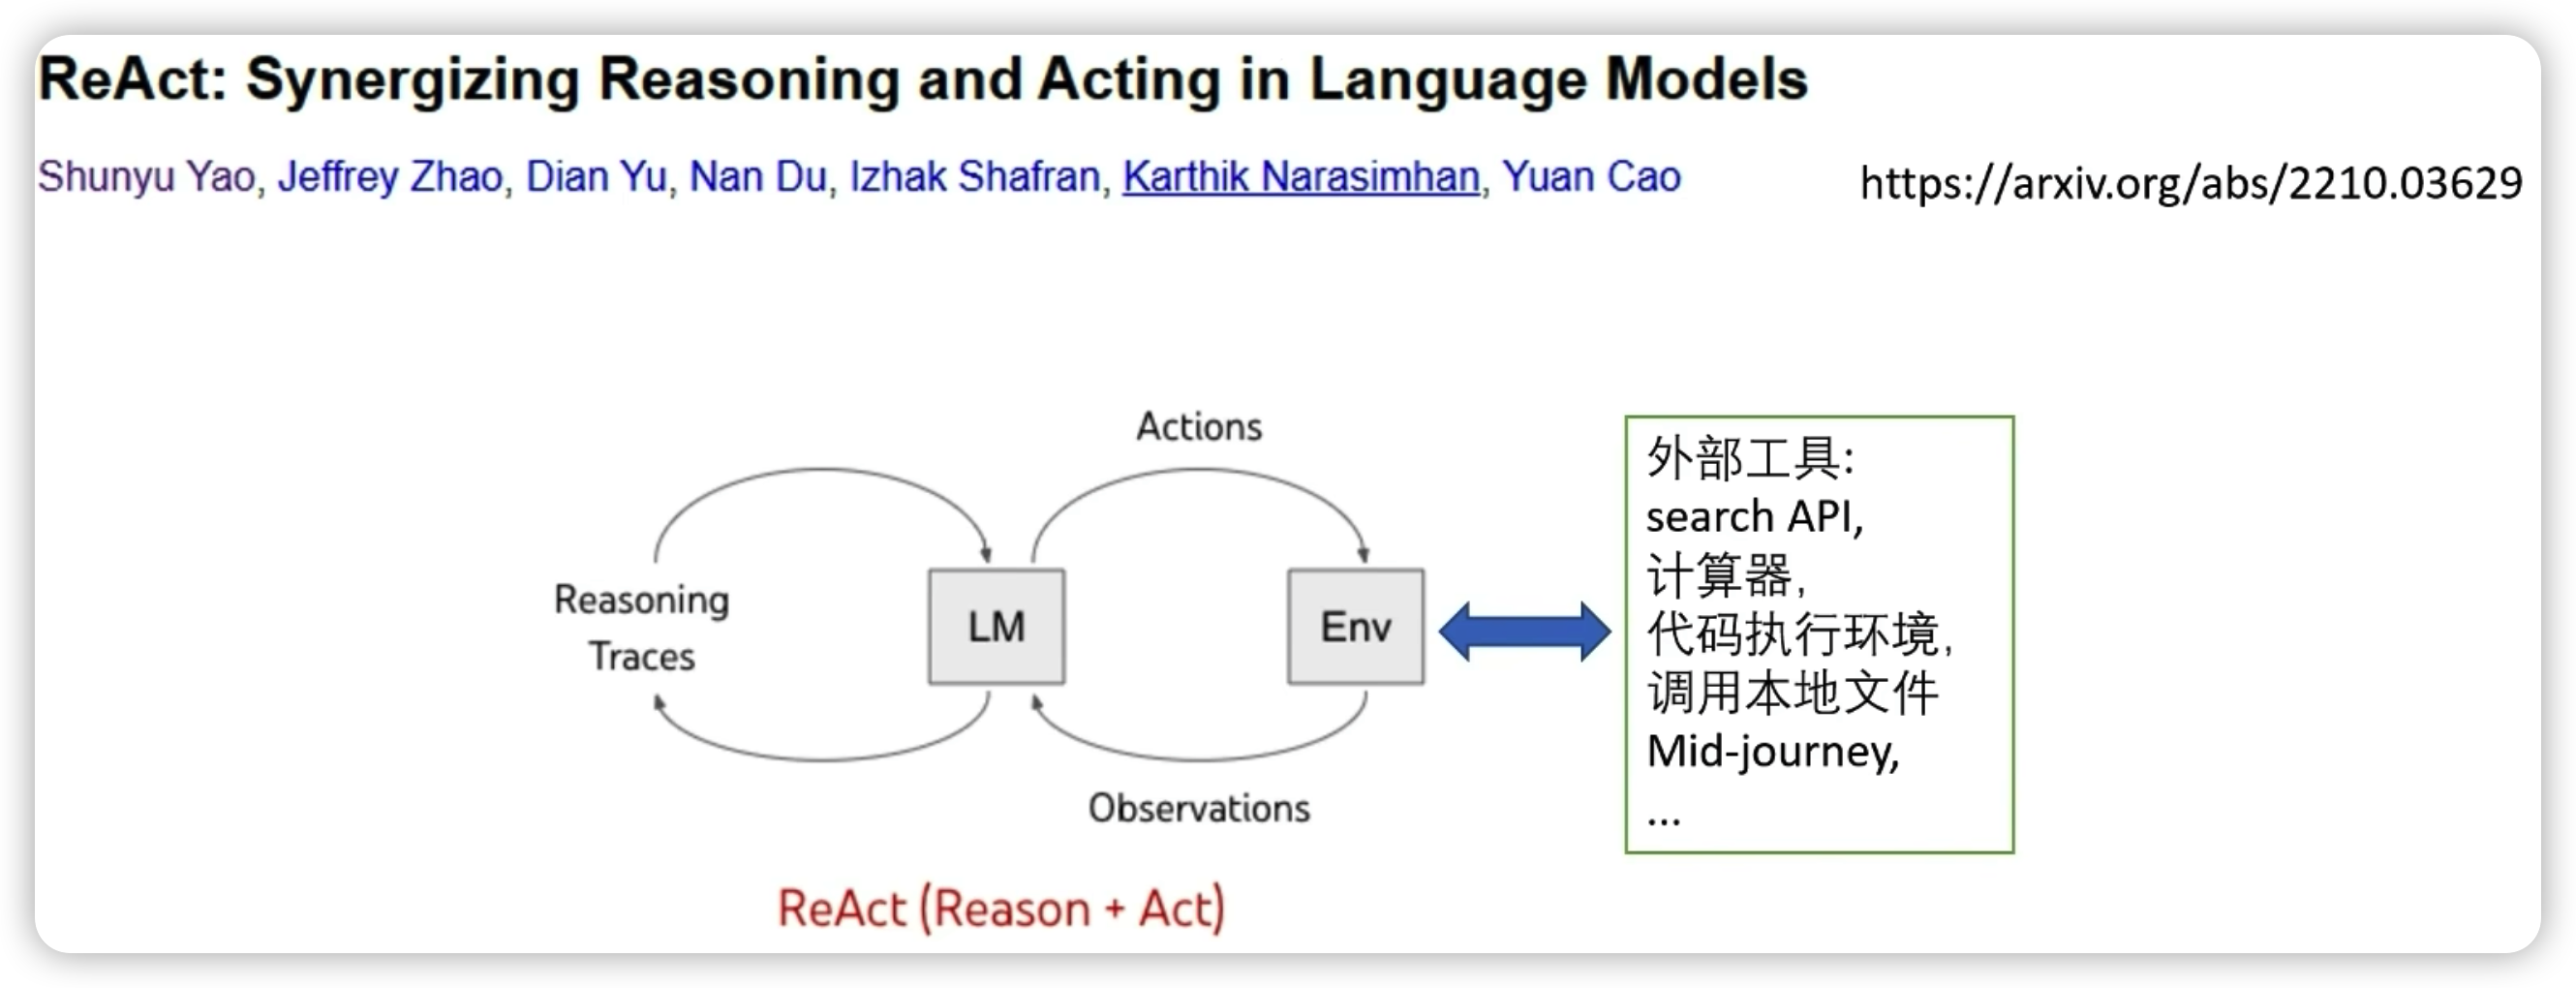 ReAct: Synergizing Reasoning and Acting in Language Models
Shunyu Yao, Jeffrey Zhao, Dian Yu, Nan Du, Izhak Shafran, Karthik Narasimhan, Yuan Cao
https://arxiv.org/abs/2210.03629
Actions
Reasoning
Traces
LM
Env
Observations
外部工具:
search API,
计算器,
代码执行环境,
调用本地文件
Mid-journey,
...
ReAct (Reason + Act)